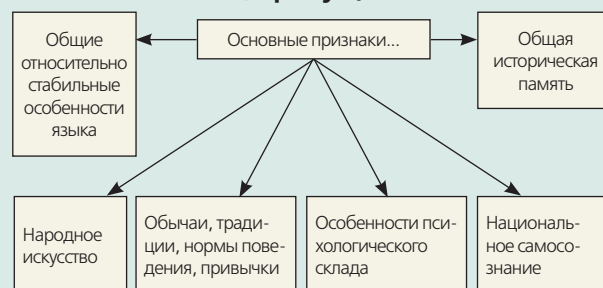 Общие
относительно
стабильные
особенности
языка
Основные признаки...
Общая
историческая
память
Народное
искусство
Обычаи, тради-
ции, нормы пове-
дения, привычки
Особенности пси-
хологического
склада
Националь-
ное самосо-
знание